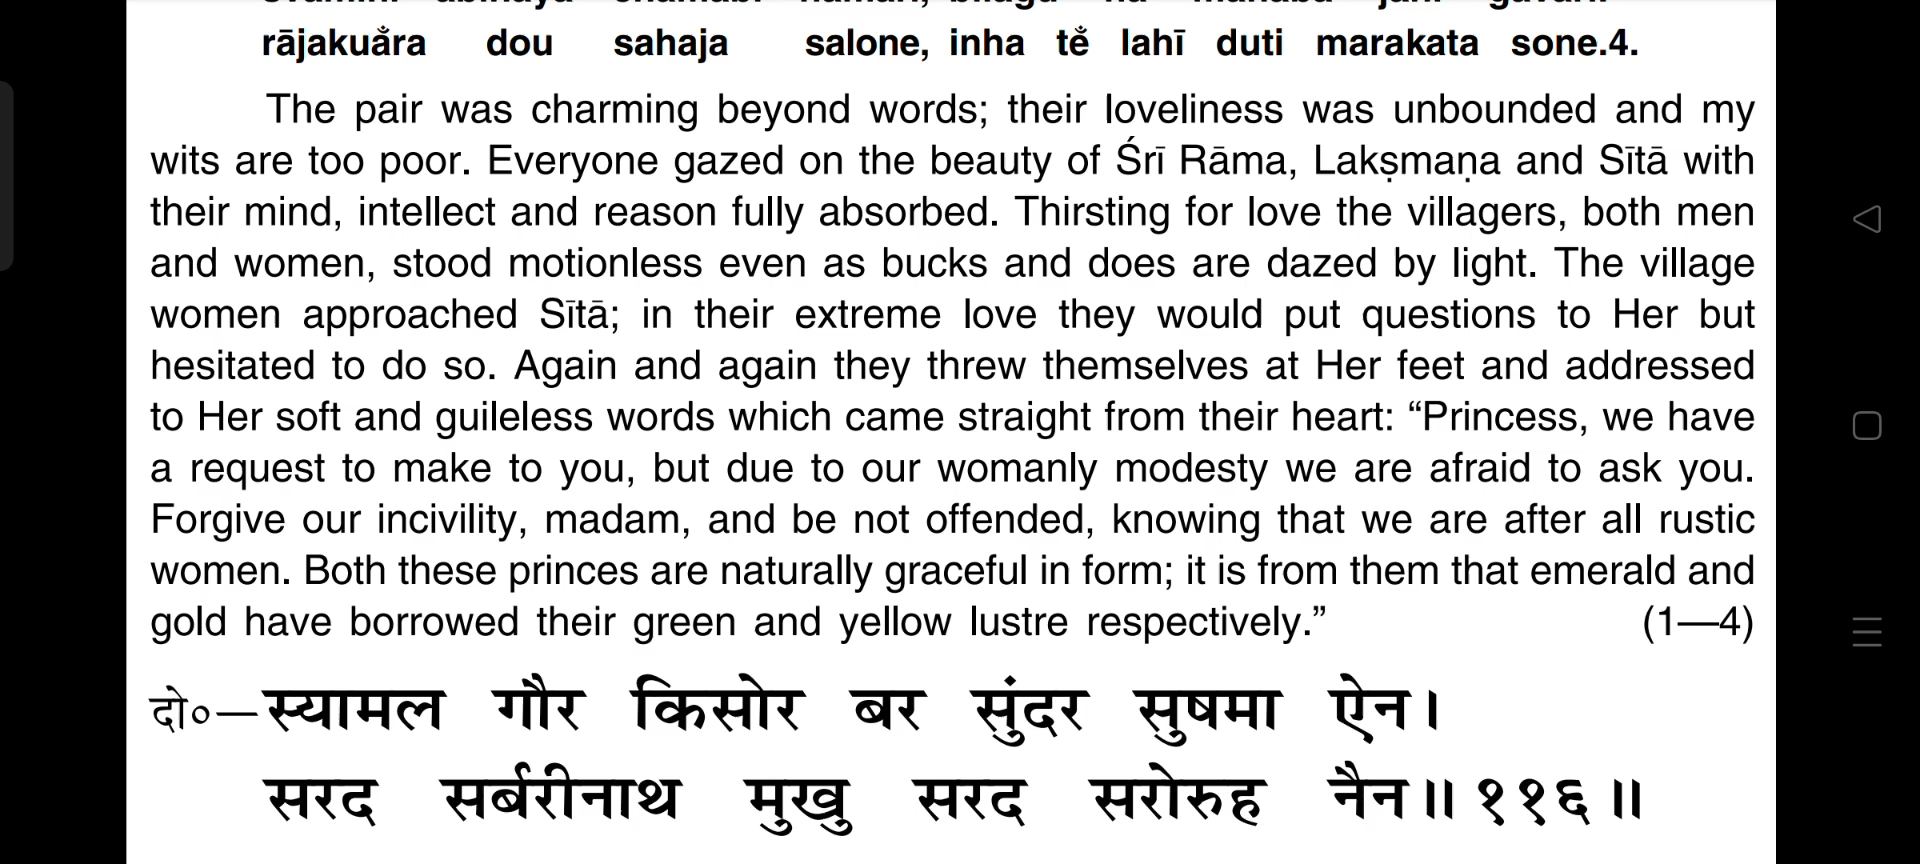 rājakuåra dou sahaja salone, inha tě lahī duti marakata sone.4.
The pair was charming beyond words; their loveliness was unbounded and my
wits are too poor. Everyone gazed on the beauty of Śrī Rāma, Lakṣmaṇa and Sītā with
their mind, intellect and reason fully absorbed. Thirsting for love the villagers, both men
and women, stood motionless even as bucks and does are dazed by light. The village
women approached Sītā; in their extreme love they would put questions to Her but
hesitated to do so. Again and again they threw themselves at Her feet and addressed
to Her soft and guileless words which came straight from their heart: “Princess, we have
a request to make to you, but due to our womanly modesty we are afraid to ask you.
Forgive our incivility, madam, and be not offended, knowing that we are after all rustic
women. Both these princes are naturally graceful in form; it is from them that emerald and
gold have borrowed their green and yellow lustre respectively.” (1—4)
दो०— स्यामल गौर किसोर बर सुंदर सुषमा ऐन।
सरद सर्बरीनाथ मुखु सरद सरोरुह नैन॥ ११६॥